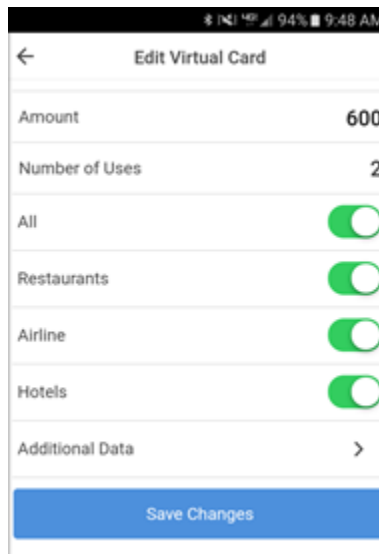 94% 9:48 AM
Edit Virtual Card
Amount 600
Number of Uses 2
All
Restaurants
Airline
Hotels
Additional Data
Save Changes